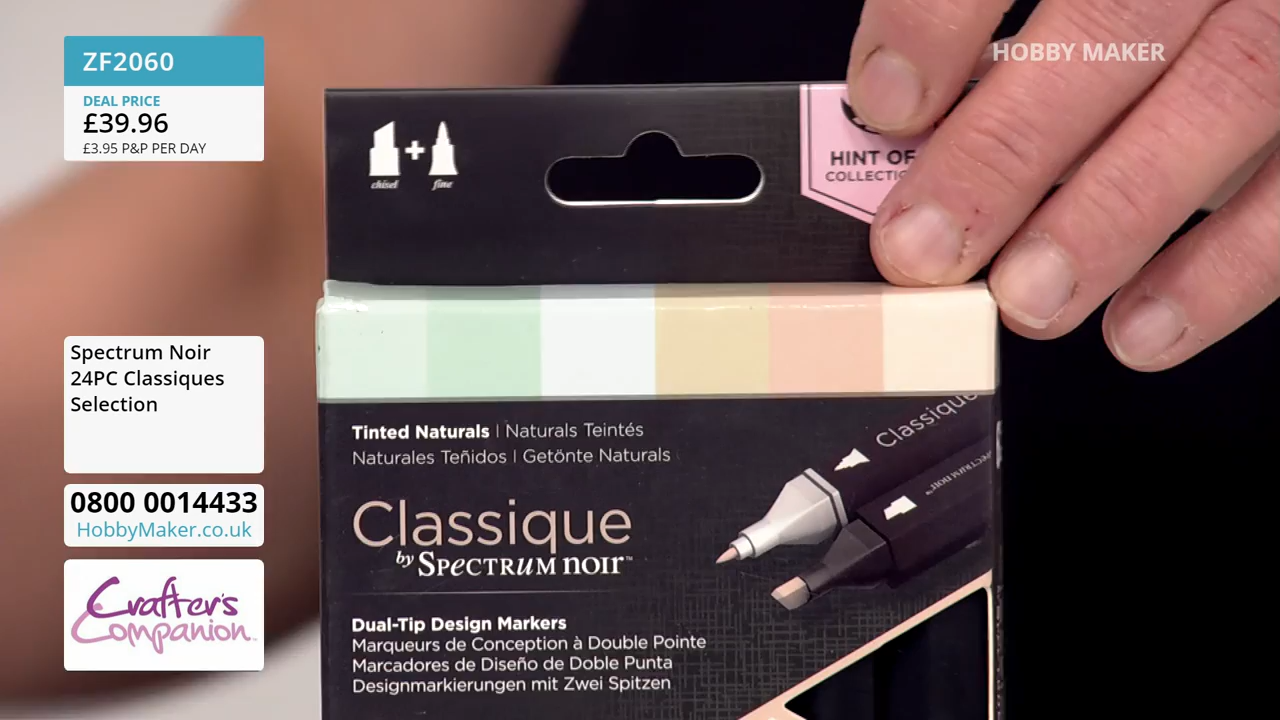 ZF2060
DEAL PRICE
£39.96
£3.95 P&P PER DAY
HOBBY MAKER
chisel
fine
HINT OF
Spectrum Noir
24PC Classiques
Selection
0800 0014433
HobbyMaker.co.uk
Crafter's
Companion
Tinted Naturals | Naturals Teintés
Naturales Teñidos | Getönte Naturals
Classique
by SPECTRUM NOIR™
Classique
SPECTRUM NOIR™
Dual-Tip Design Markers
Marqueurs de Conception à Double Pointe
Marcadores de Diseño de Doble Punta
Designmarkierungen mit Zwei Spitzen